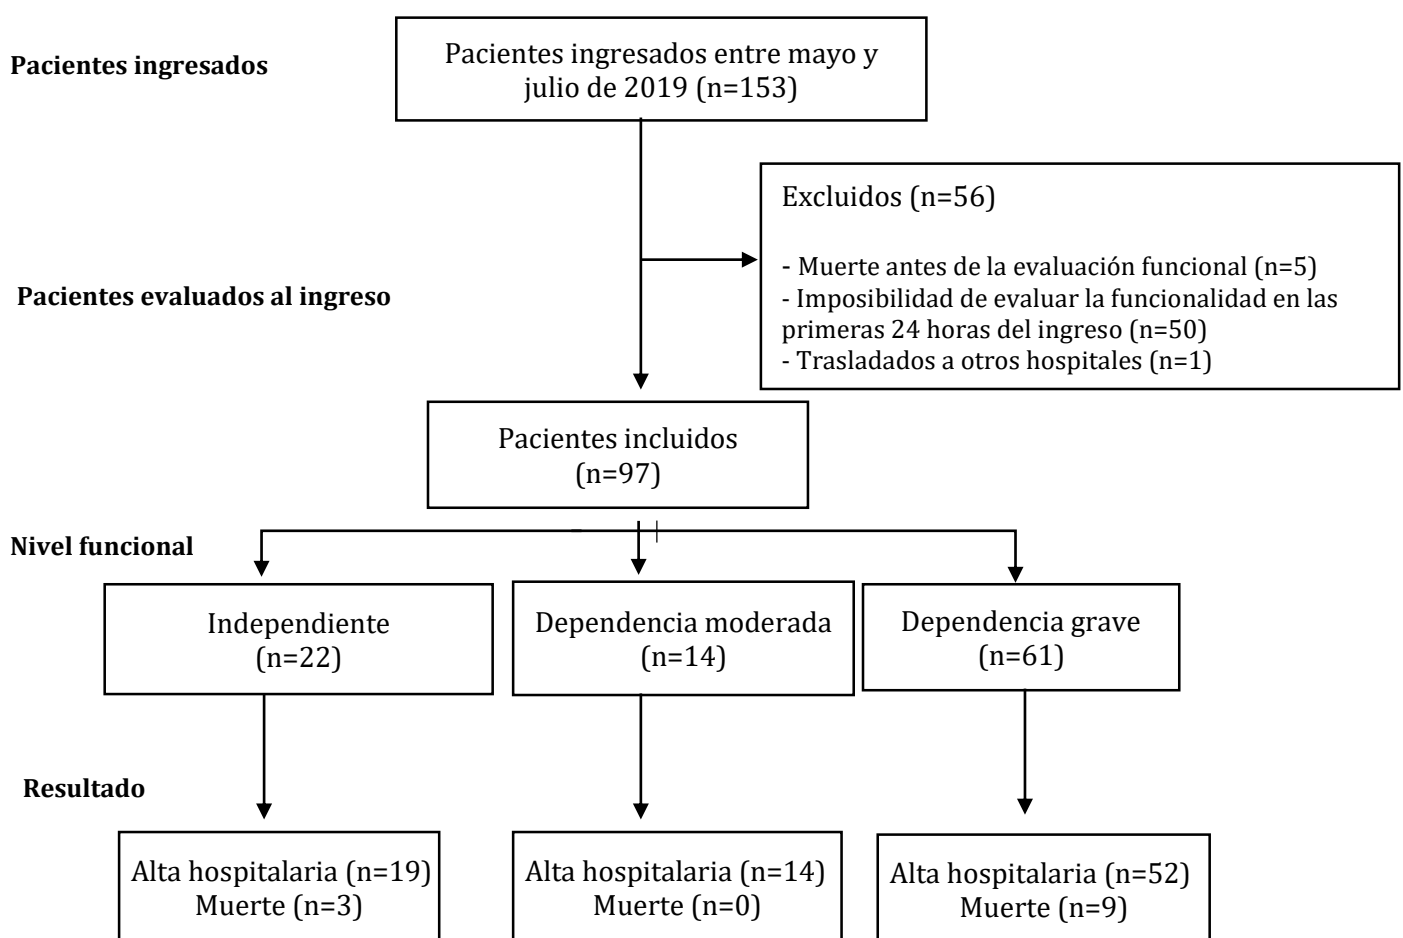 Pacientes ingresados
Pacientes ingresados entre mayo y
julio de 2019 (n=153)
Excluidos (n=56)
- Muerte antes de la evaluación funcional (n=5)
- Imposibilidad de evaluar la funcionalidad en las
primeras 24 horas del ingreso (n=50)
- Trasladados a otros hospitales (n=1)
Pacientes evaluados al ingreso
Pacientes incluidos
(n=97)
Nivel funcional
Independiente
(n=22)
Dependencia moderada
(n=14)
Dependencia grave
(n=61)
Resultado
Alta hospitalaria (n=19)
Muerte (n=3)
Alta hospitalaria (n=14)
Muerte (n=0)
Alta hospitalaria (n=52)
Muerte (n=9)